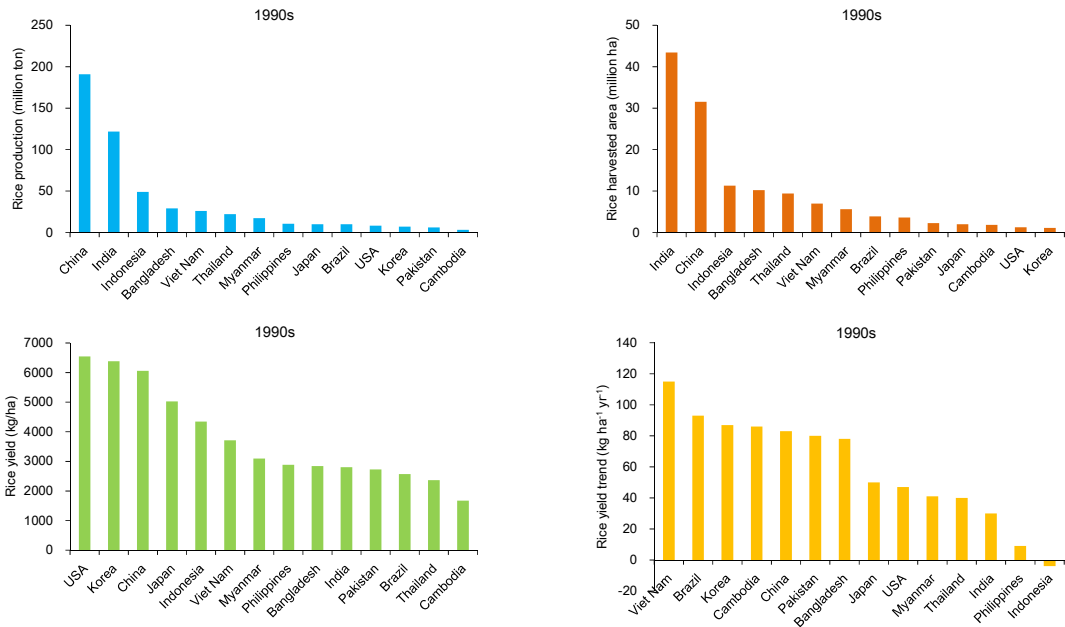 1990s
Rice production (million ton)
250
200
150
100
50
0
China
India
Indonesia
Bangladesh
Viet Nam
Thailand
Myanmar
Philippines
Japan
Brazil
USA
Korea
Pakistan
Cambodia
1990s
Rice harvested area (million ha)
50
40
30
20
10
0
India
China
Indonesia
Bangladesh
Thailand
Viet Nam
Myanmar
Brazil
Philippines
Pakistan
Japan
Cambodia
USA
Korea
1990s
Rice yield (kg/ha)
7000
6000
5000
4000
3000
2000
1000
0
USA
Korea
China
Japan
Indonesia
Viet Nam
Myanmar
Philippines
Bangladesh
India
Pakistan
Brazil
Thailand
Cambodia
1990s
Rice yield trend (kg ha⁻¹ yr⁻¹)
140
120
100
80
60
40
20
0
-20
Viet Nam
Brazil
Korea
Cambodia
China
Pakistan
Bangladesh
Japan
USA
Myanmar
Thailand
India
Philippines
Indonesia